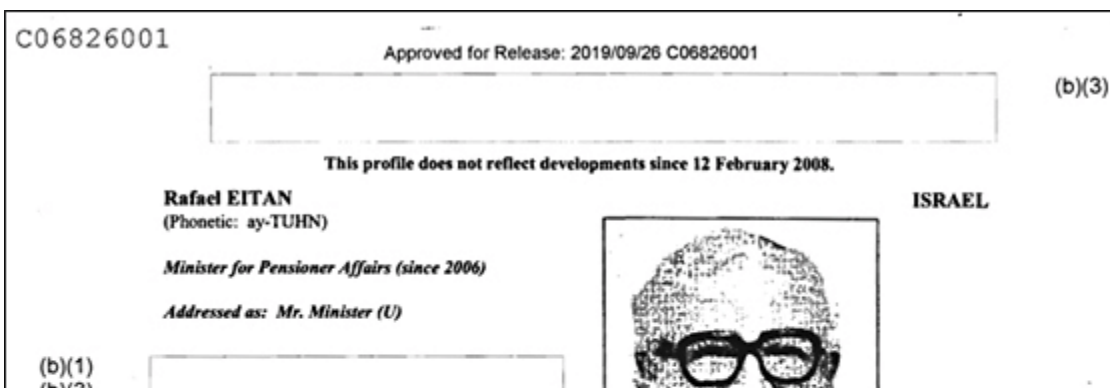 C06826001
Approved for Release: 2019/09/26 C06826001
(b)(3)
This profile does not reflect developments since 12 February 2008.
Rafael EITAN
ISRAEL
(Phonetic: ay-TUHN)
Minister for Pensioner Affairs (since 2006)
Addressed as: Mr. Minister (U)
(b)(1)